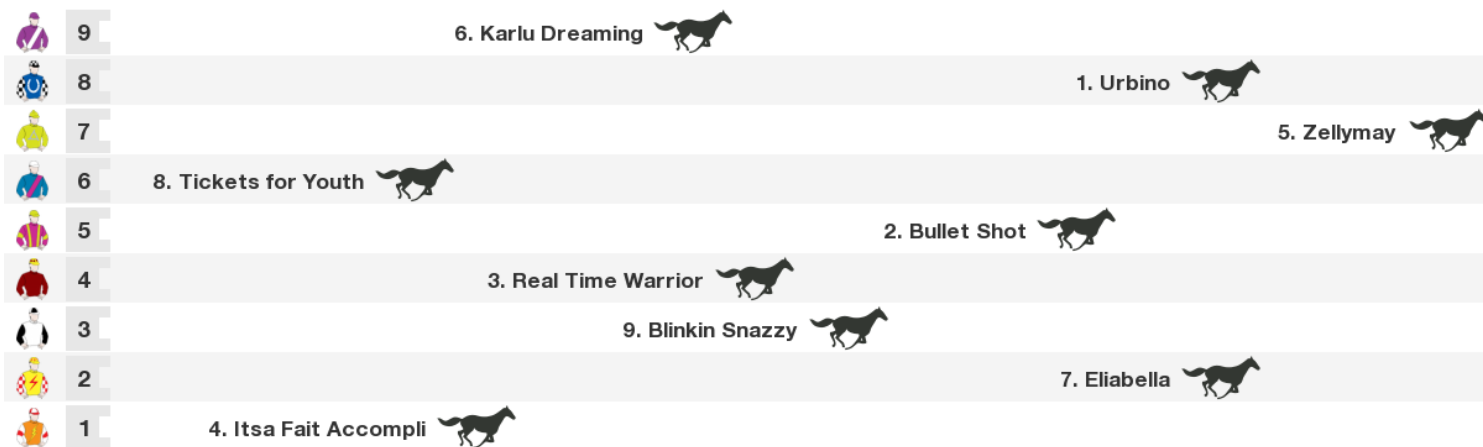 9 6. Karlu Dreaming
8 1. Urbino
7 5. Zellymay
6 8. Tickets for Youth
5 2. Bullet Shot
4 3. Real Time Warrior
3 9. Blinkin Snazzy
2 7. Eliabella
1 4. Itsa Fait Accompli